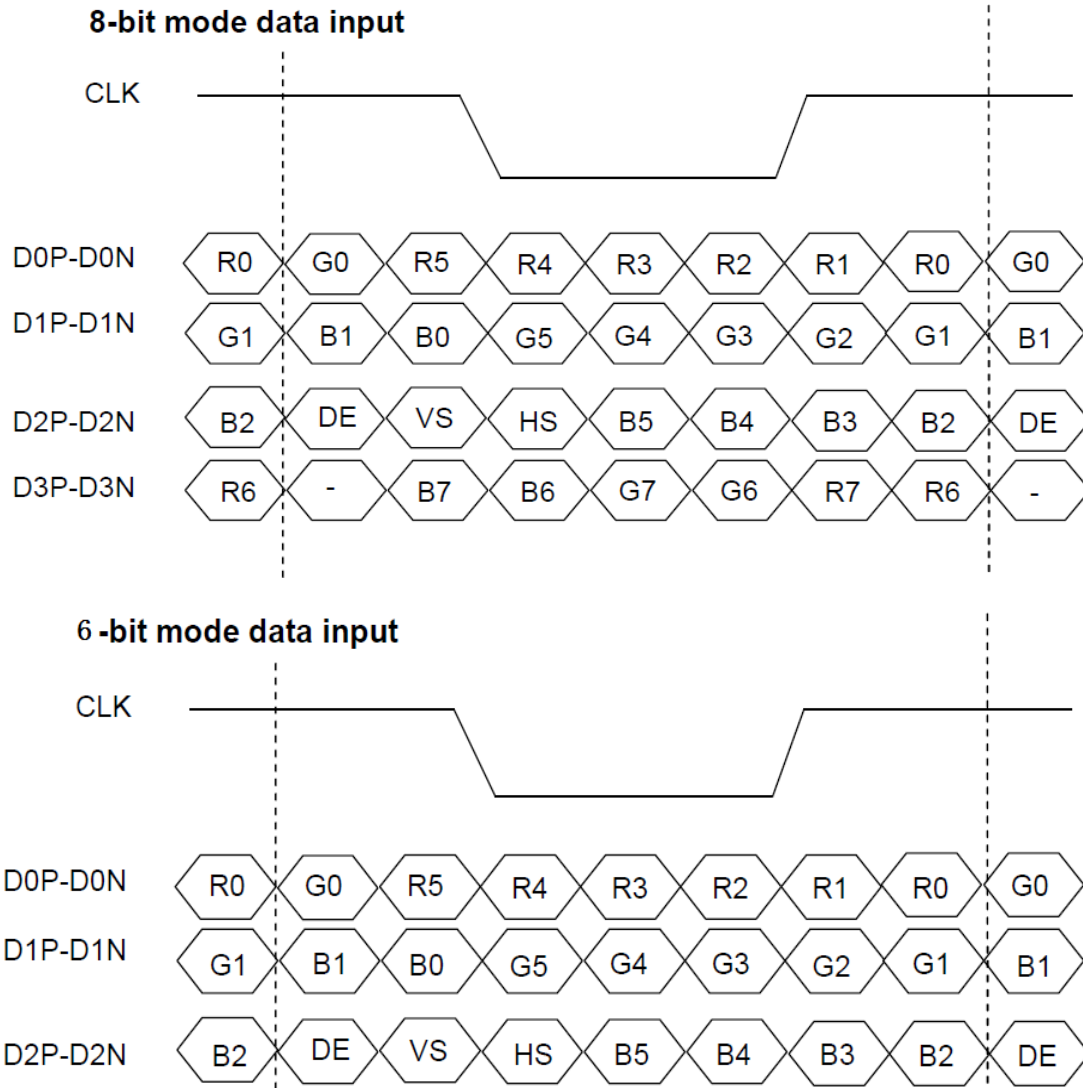 8-bit mode data input
CLK
D0P-D0N R0 G0 R5 R4 R3 R2 R1 R0 G0
D1P-D1N G1 B1 B0 G5 G4 G3 G2 G1 B1
D2P-D2N B2 DE VS HS B5 B4 B3 B2 DE
D3P-D3N R6 - B7 B6 G7 G6 R7 R6 -
6 -bit mode data input
CLK
D0P-D0N R0 G0 R5 R4 R3 R2 R1 R0 G0
D1P-D1N G1 B1 B0 G5 G4 G3 G2 G1 B1
D2P-D2N B2 DE VS HS B5 B4 B3 B2 DE